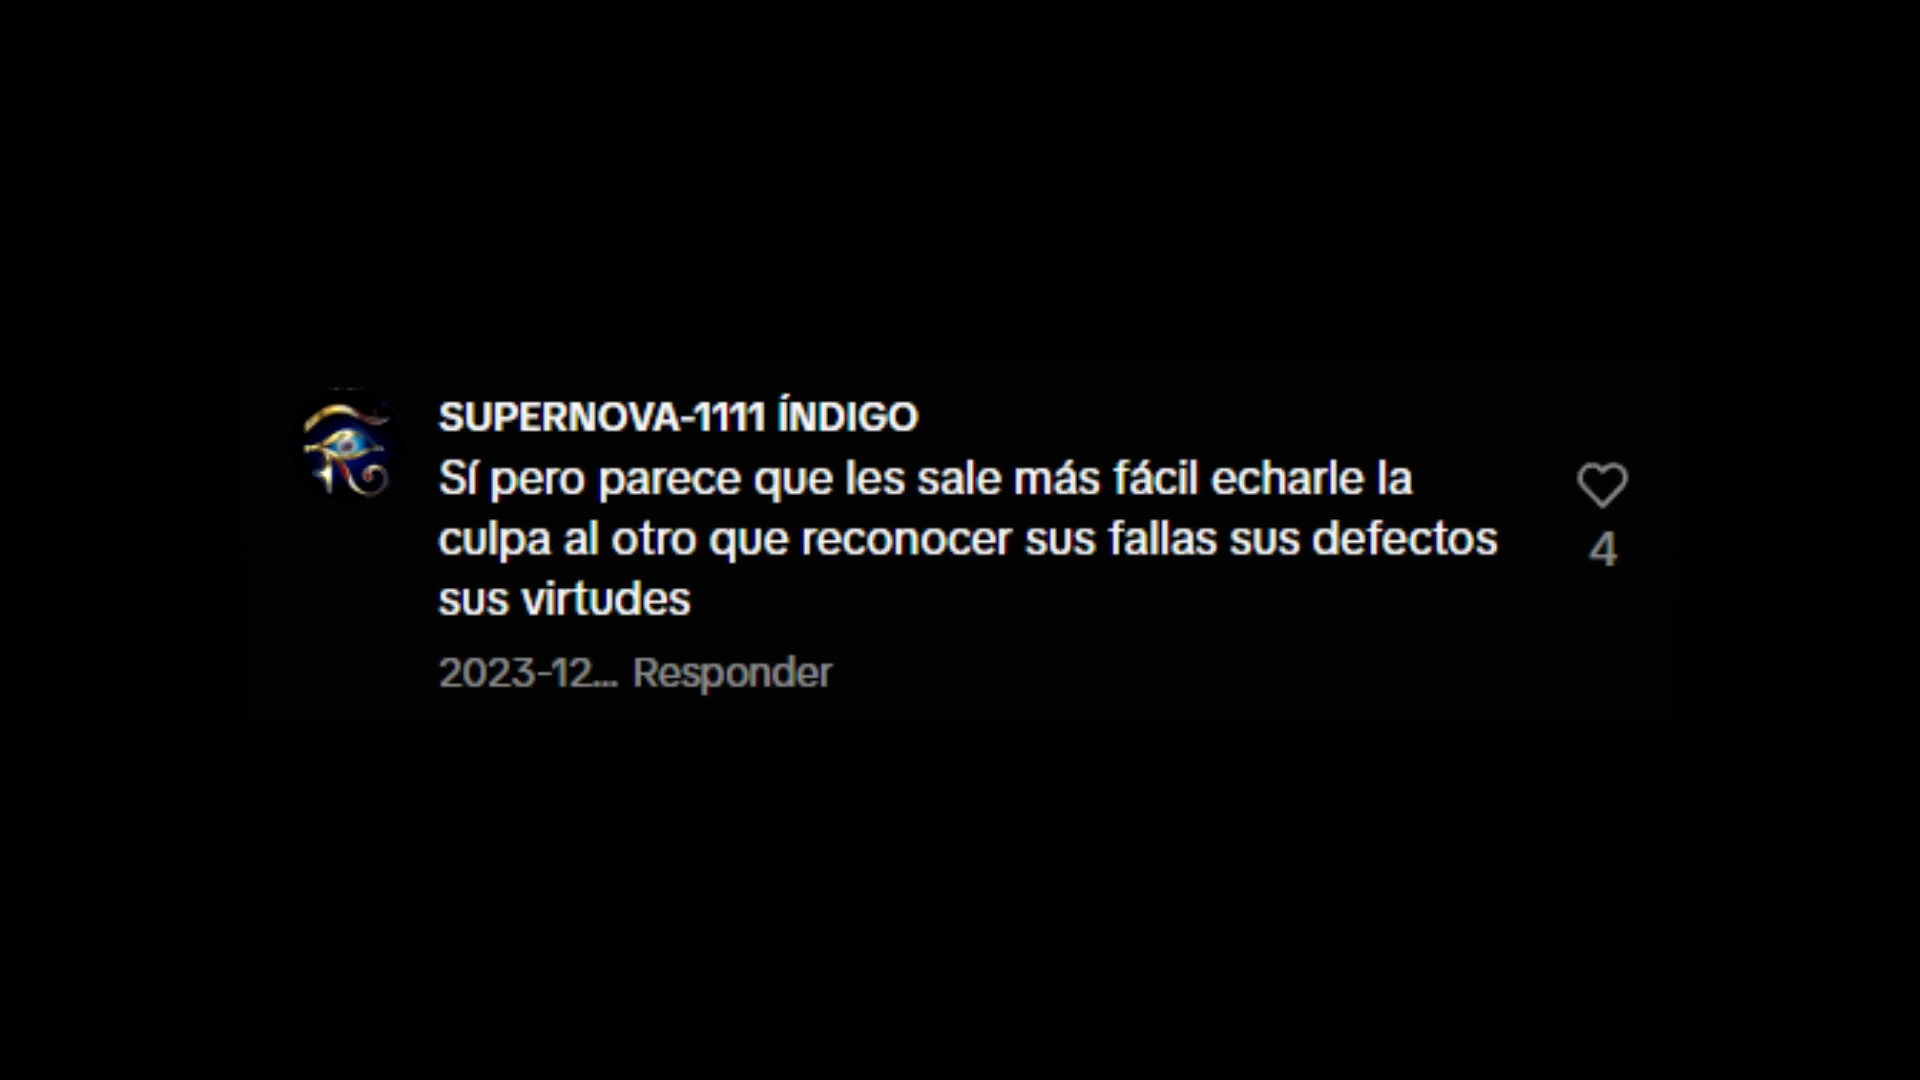 SUPERNOVA-1111 ÍNDIGO
Sí pero parece que les sale más fácil echarle la
culpa al otro que reconocer sus fallas sus defectos
sus virtudes
4
2023-12... Responder